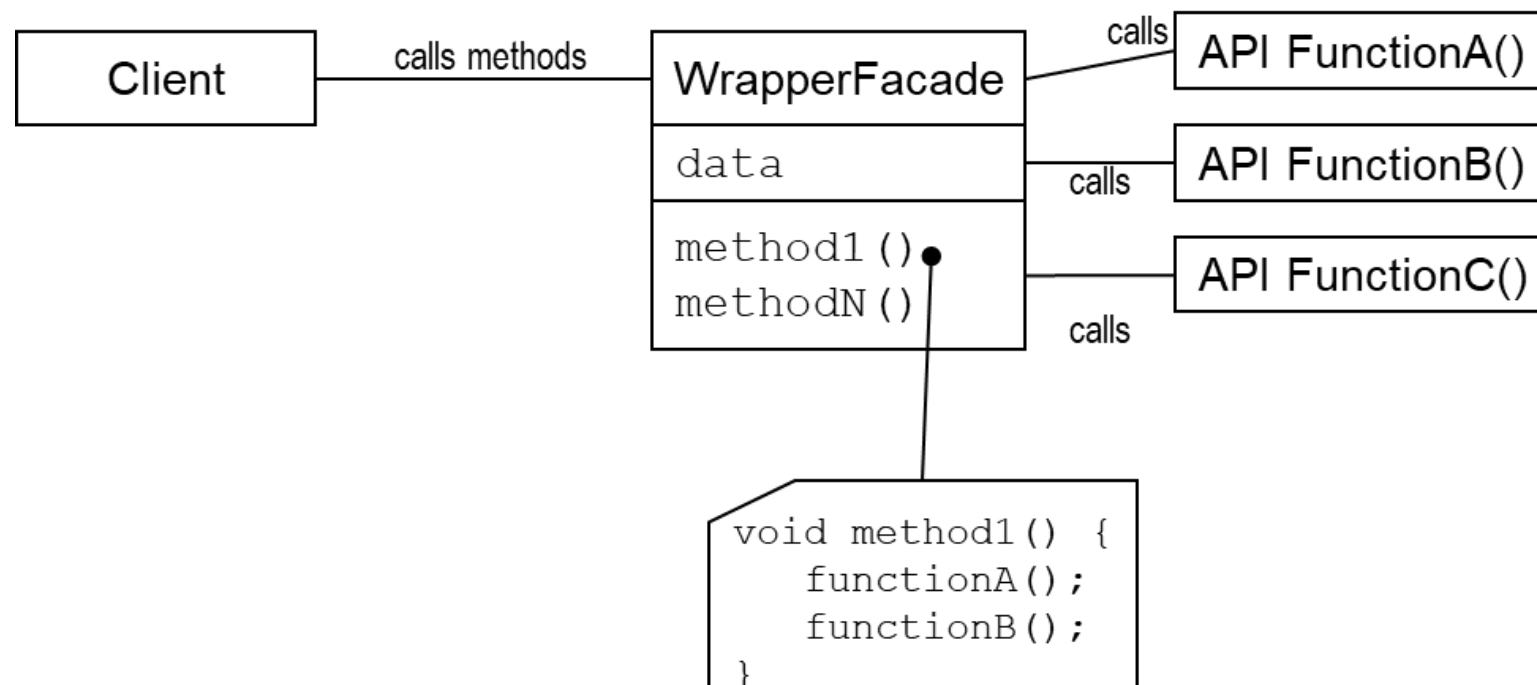 Client
calls methods
WrapperFacade
data
method1()
methodN()
calls
API FunctionA()
calls
API FunctionB()
calls
API FunctionC()
void method1() {
functionA();
functionB();
}